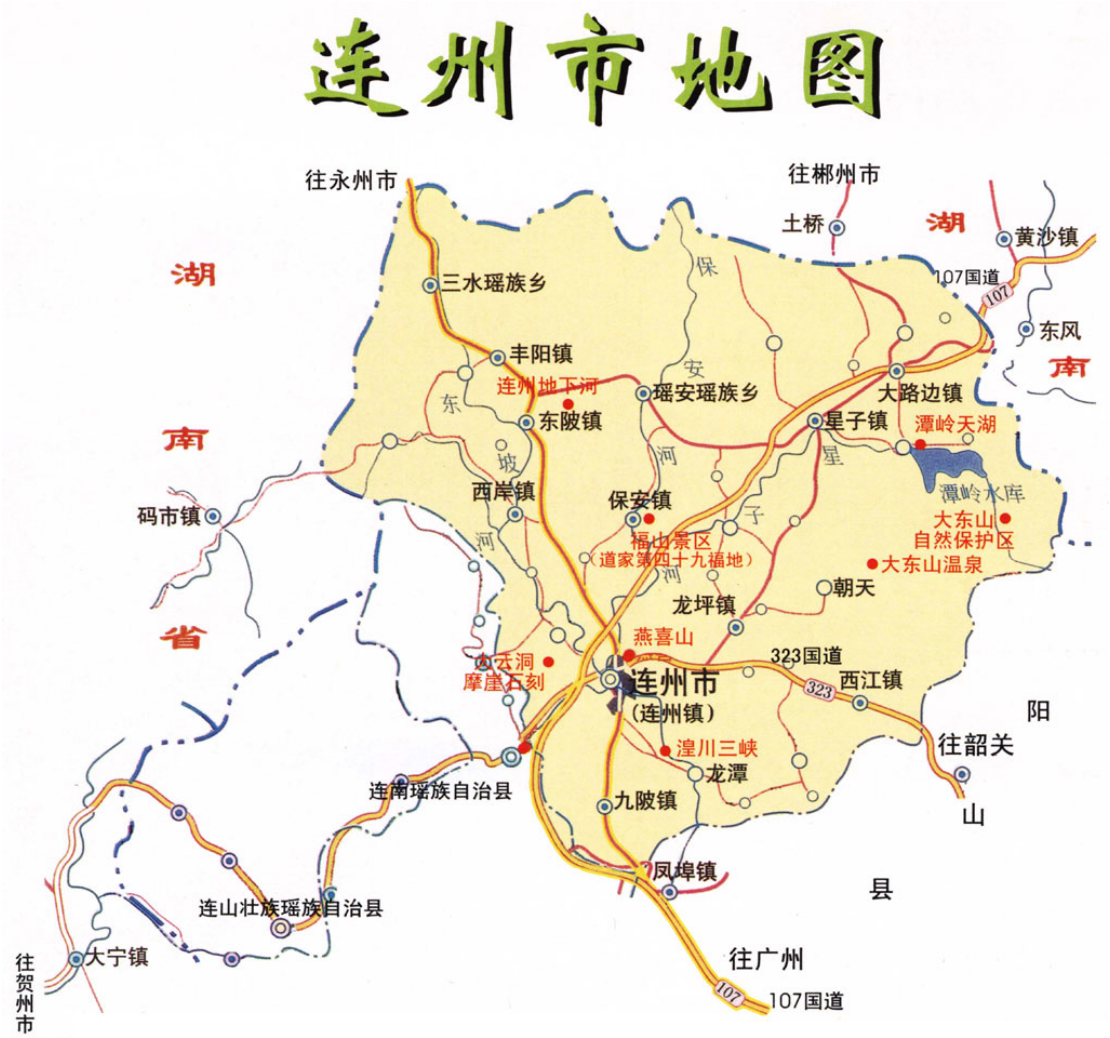 连州市地图
往永州市
往郴州市
土桥
湖
黄沙镇
湖
107国道
107
保
三水瑶族乡
东风
丰阳镇
安
南
连州地下河
瑶安瑶族乡
大路边镇
东
东陂镇
星子镇
潭岭天湖
南
坡
河
星
西岸镇
保安镇
潭岭水库
码市镇
子
大东山
自然保护区
河
福山景区
(道家第四十九福地)
河
大东山温泉
龙坪镇
朝天
省
燕喜山
大云洞
摩崖石刻
323国道
连州市
(连州镇)
323
西江镇
阳
湟川三峡
往韶关
龙潭
连南瑶族自治县
九陂镇
山
凤埠镇
县
连山壮族瑶族自治县
大宁镇
往广州
往贺州市
107
107国道